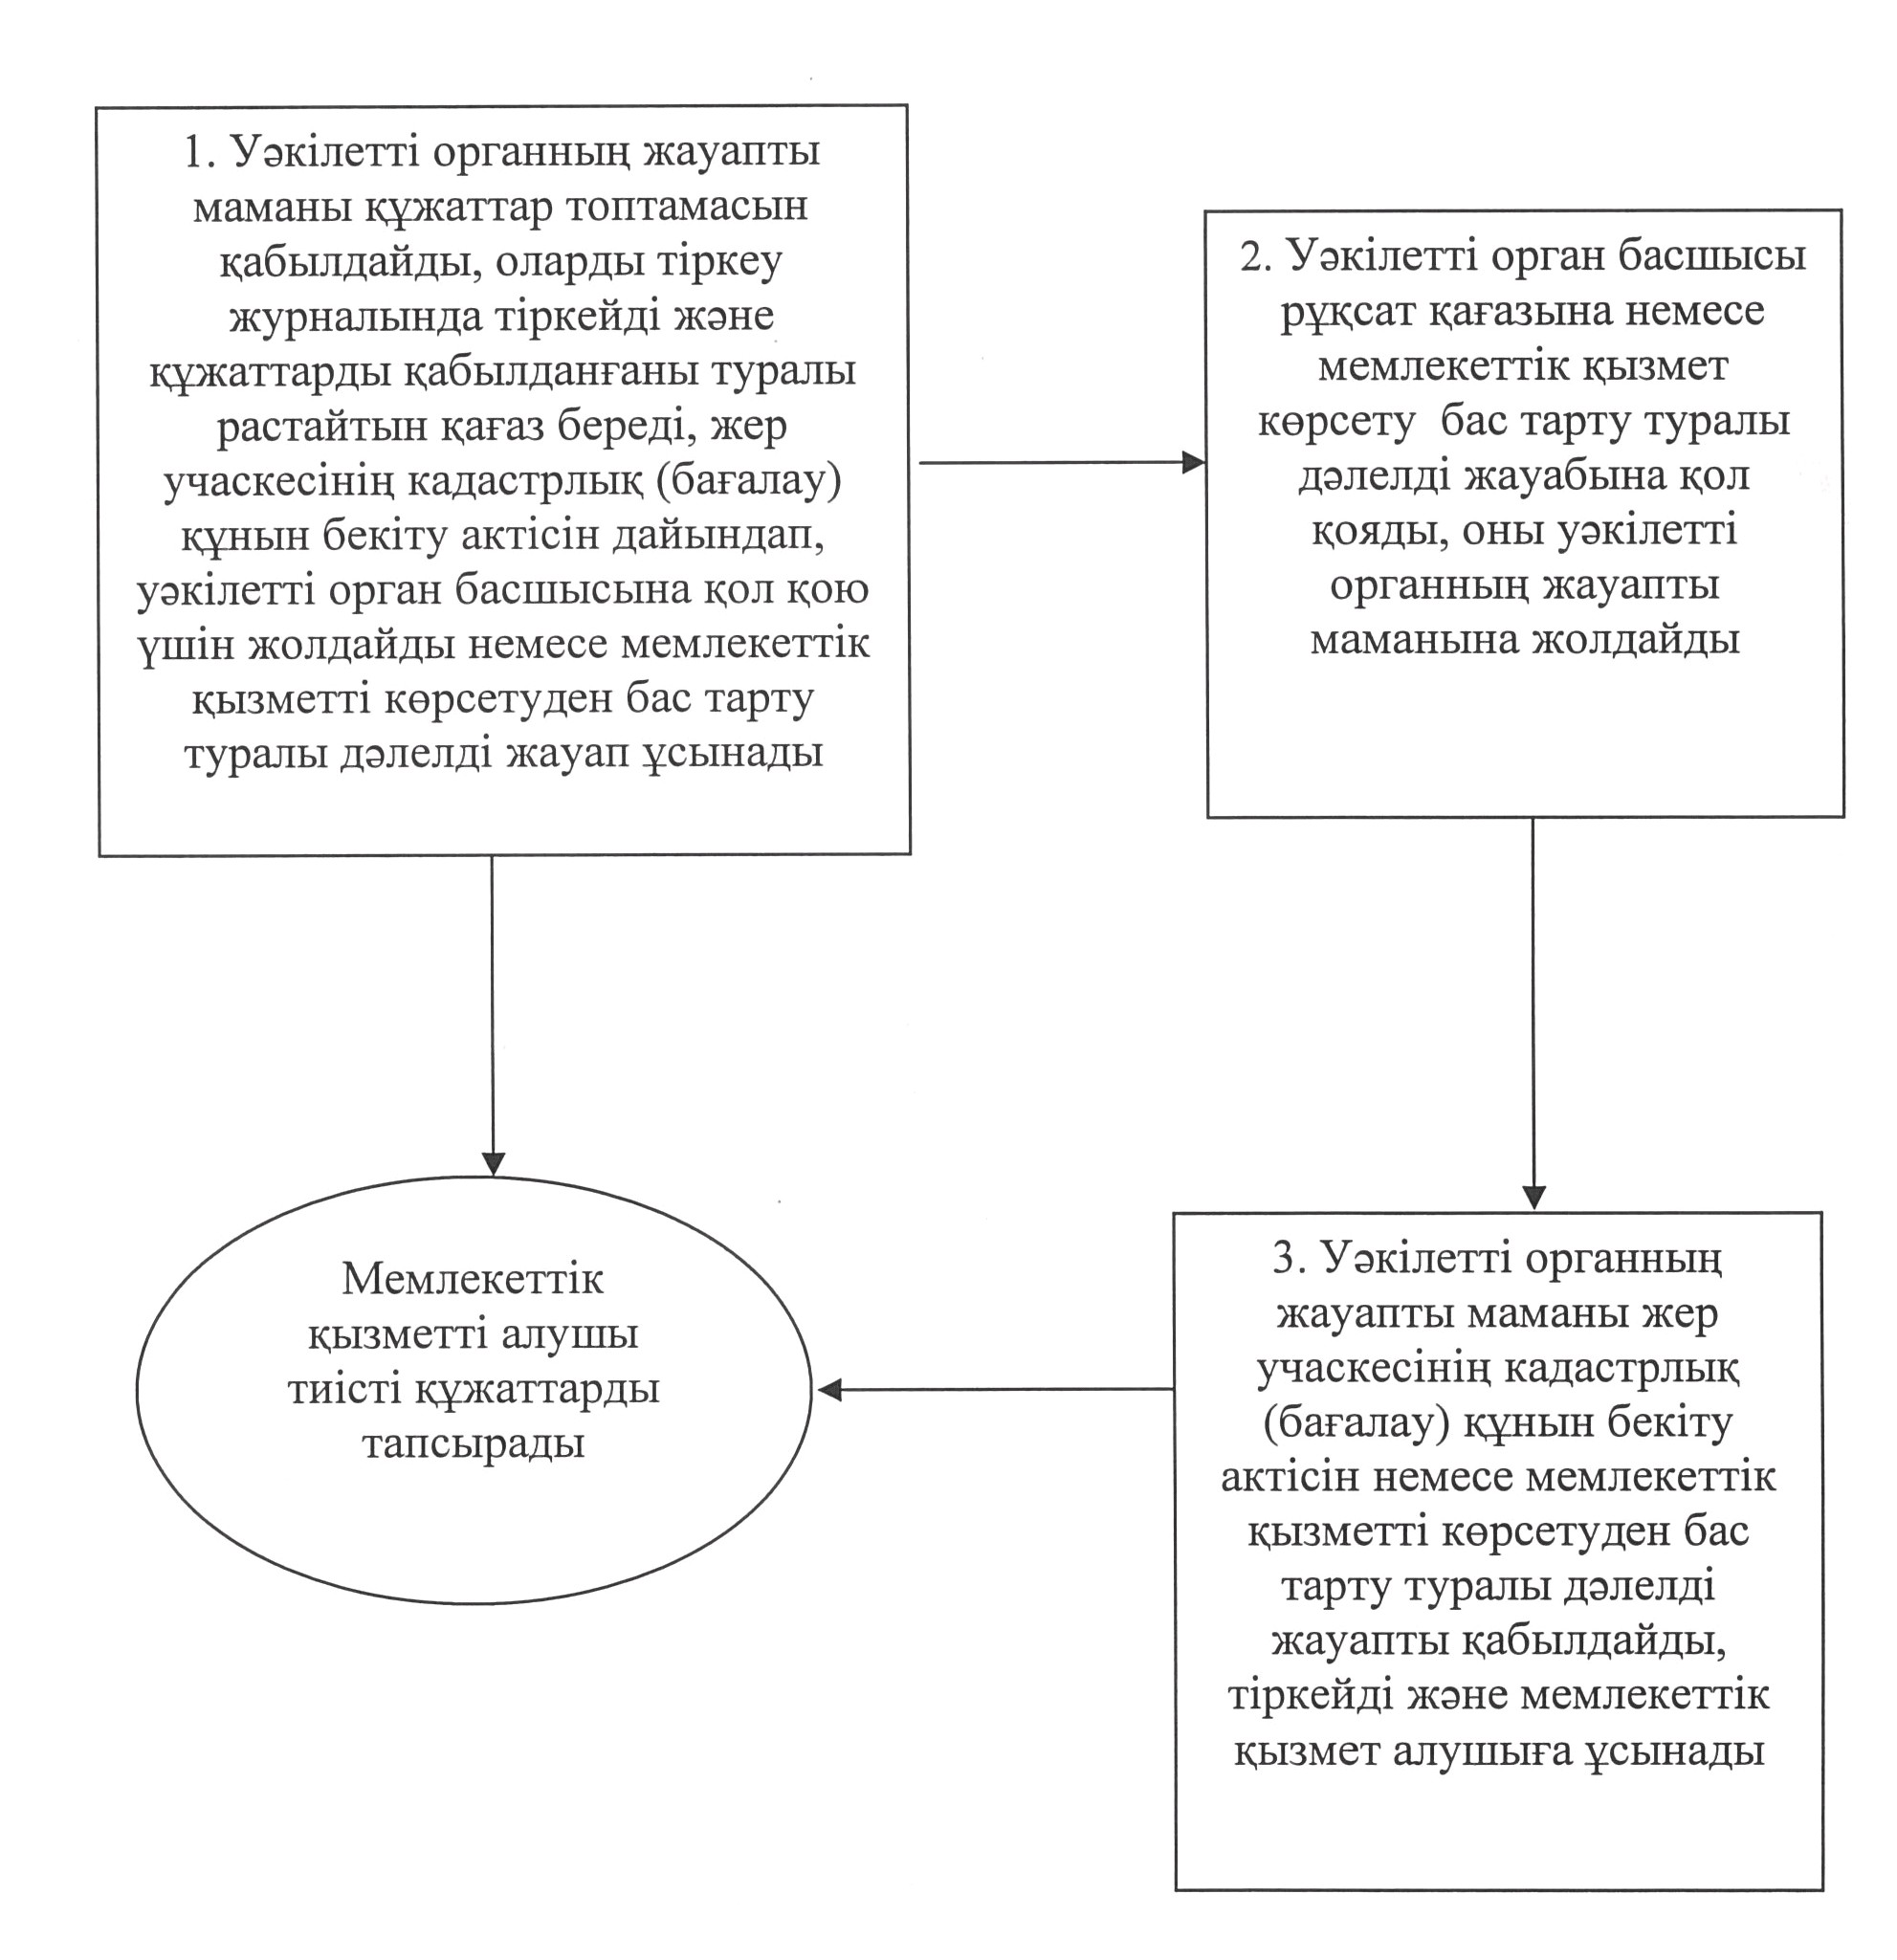 1. Уәкілетті органның жауапты
маманы құжаттар топтамасын
қабылдайды, оларды тіркеу
журналында тіркейді және
құжаттарды қабылданғаны туралы
растайтын қағаз береді, жер
учаскесінің кадастрлық (бағалау)
құнын бекіту актісін дайындап,
уәкілетті орган басшысына қол қою
үшін жолдайды немесе мемлекеттік
қызметті көрсетуден бас тарту
туралы дәлелді жауап ұсынады
2. Уәкілетті орган басшысы
рұқсат қағазына немесе
мемлекеттік қызмет
көрсету  бас тарту туралы
дәлелді жауабына қол
қояды, оны уәкілетті
органның жауапты
маманына жолдайды
Мемлекеттік
қызметті алушы
тиісті құжаттарды
тапсырады
3. Уәкілетті органның
жауапты маманы жер
учаскесінің кадастрлық
(бағалау) құнын бекіту
актісін немесе мемлекеттік
қызметті көрсетуден бас
тарту туралы дәлелді
жауапты қабылдайды,
тіркейді және мемлекеттік
қызмет алушыға ұсынады